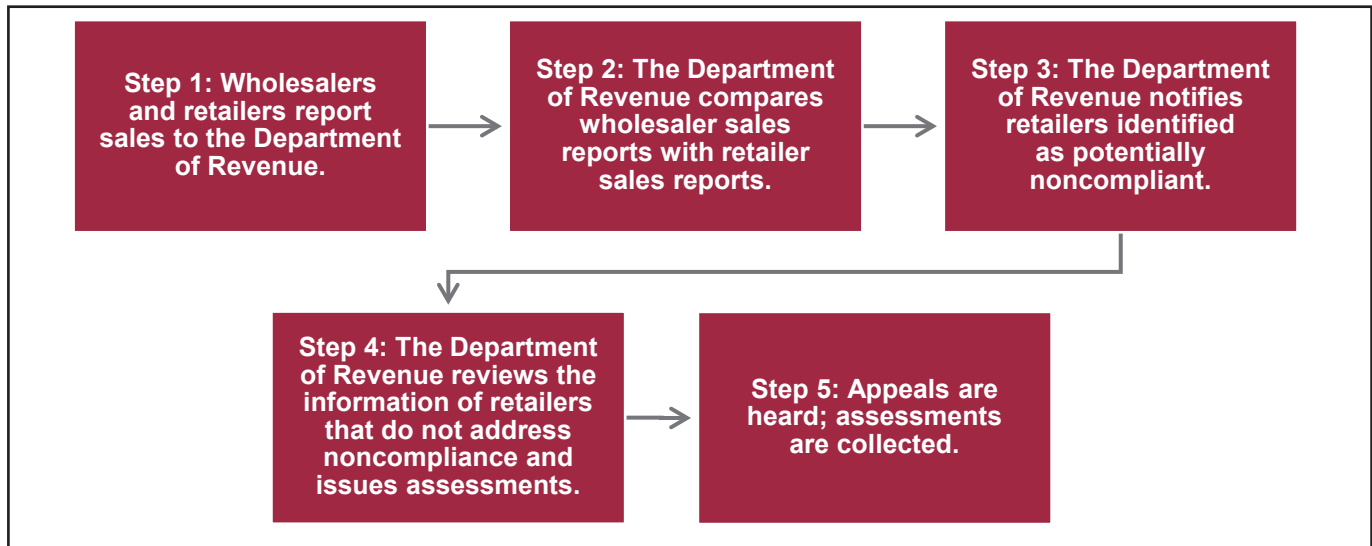 Step 1: Wholesalers
and retailers report
sales to the Department
of Revenue.
Step 2: The Department
of Revenue compares
wholesaler sales
reports with retailer
sales reports.
Step 3: The Department
of Revenue notifies
retailers identified
as potentially
noncompliant.
Step 4: The Department
of Revenue reviews the
information of retailers
that do not address
noncompliance and
issues assessments.
Step 5: Appeals are
heard; assessments
are collected.